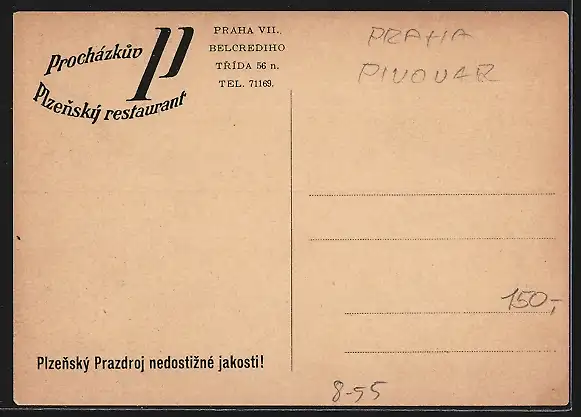 Procházkův
Plzeňský restaurant
PRAHA VII.,
BELCREDIHO
TŘÍDA 56 n.
TEL. 71169.
PRAHA
PIVOVAR
150,-
Plzeňský Prazdroj nedostižné jakosti!
8-55